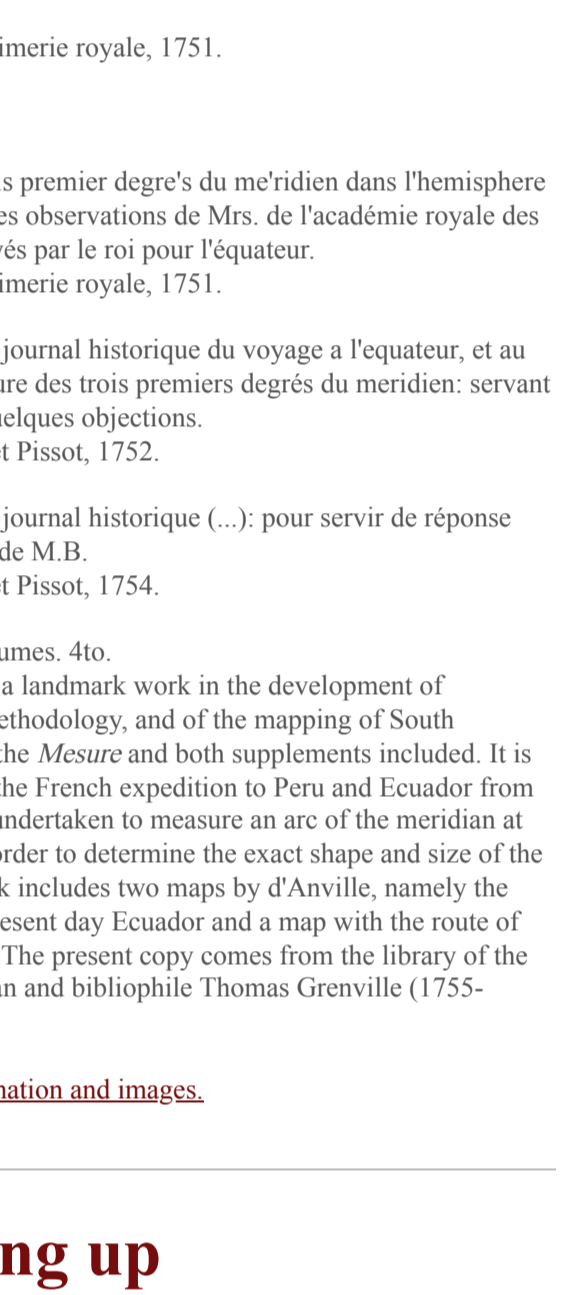 imerie royale, 1751.
s premier degre's du me'ridien dans l'hemisphere
es observations de Mrs. de l'académie royale des
és par le roi pour l'équateur.
imerie royale, 1751.
journal historique du voyage a l'equateur, et au
ure des trois premiers degrés du meridien: servant
uelques objections.
t Pissot, 1752.
journal historique (...): pour servir de réponse
de M.B.
t Pissot, 1754.
umes. 4to.
a landmark work in the development of
ethodology, and of the mapping of South
the Mesure and both supplements included. It is
the French expedition to Peru and Ecuador from
undertaken to measure an arc of the meridian at
order to determine the exact shape and size of the
k includes two maps by d'Anville, namely the
esent day Ecuador and a map with the route of
The present copy comes from the library of the
an and bibliophile Thomas Grenville (1755-
nation and images.
ng up